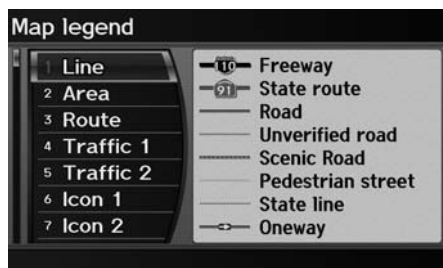 Map legend
1 Line
2 Area
3 Route
4 Traffic 1
5 Traffic 2
6 Icon 1
7 Icon 2
10 Freeway
91 State route
Road
Unverified road
Scenic Road
Pedestrian street
State line
Oneway